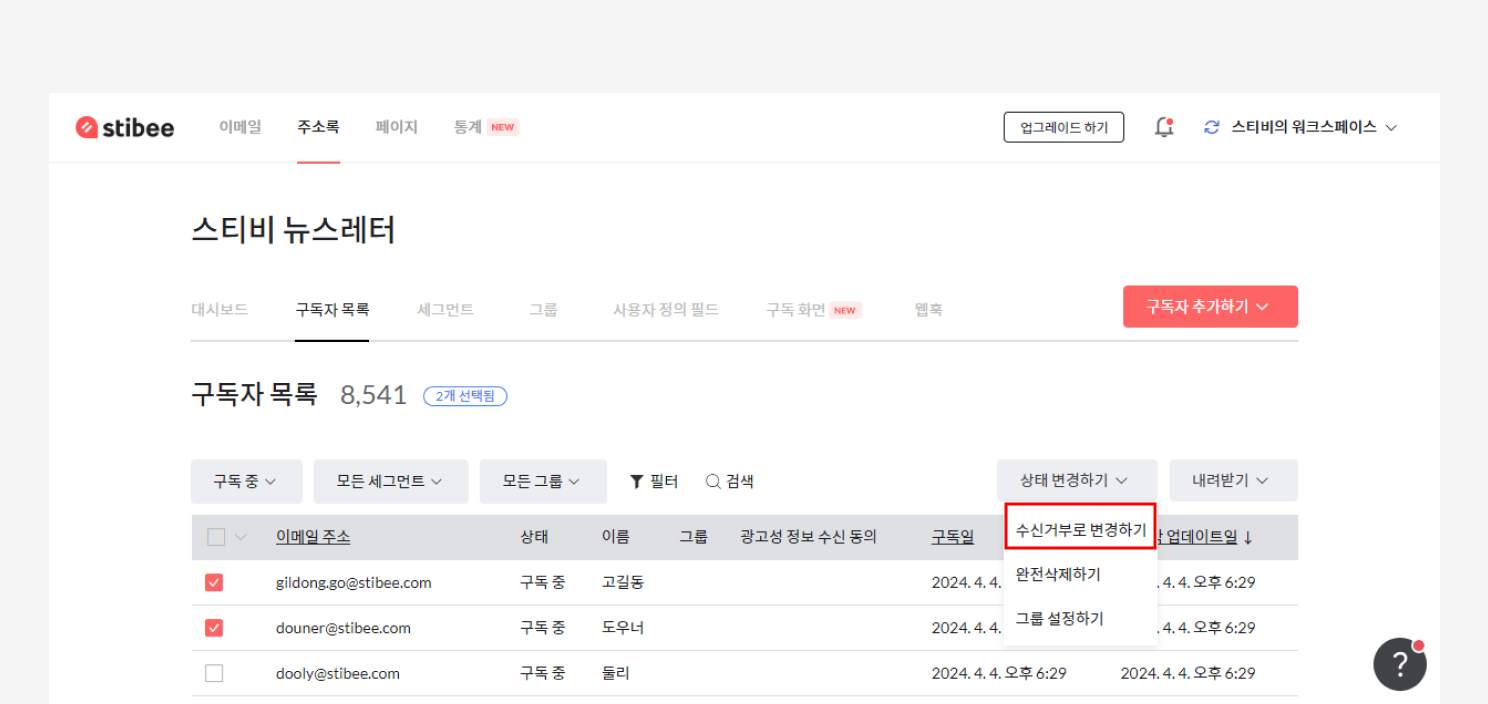 stibee 이메일 주소록 페이지 통계 NEW 업그레이드 하기 스티비의 워크스페이스
스티비 뉴스레터
대시보드 구독자 목록 세그먼트 그룹 사용자 정의 필드 구독 화면 NEW 웹훅 구독자 추가하기
구독자 목록 8,541 2개 선택됨
구독 중 모든 세그먼트 모든 그룹 필터 검색 상태 변경하기 내려받기
이메일 주소 상태 이름 그룹 광고성 정보 수신 동의 구독일 업데이트일 ↓
수신거부로 변경하기
gildong.go@stibee.com 구독 중 고길동 2024. 4. 4. . 4. 4. 오후 6:29
완전삭제하기
douner@stibee.com 구독 중 도우너 2024. 4. 4. . 4. 4. 오후 6:29
그룹 설정하기
dooly@stibee.com 구독 중 둘리 2024. 4. 4. 오후 6:29 2024. 4. 4. 오후 6:29
?